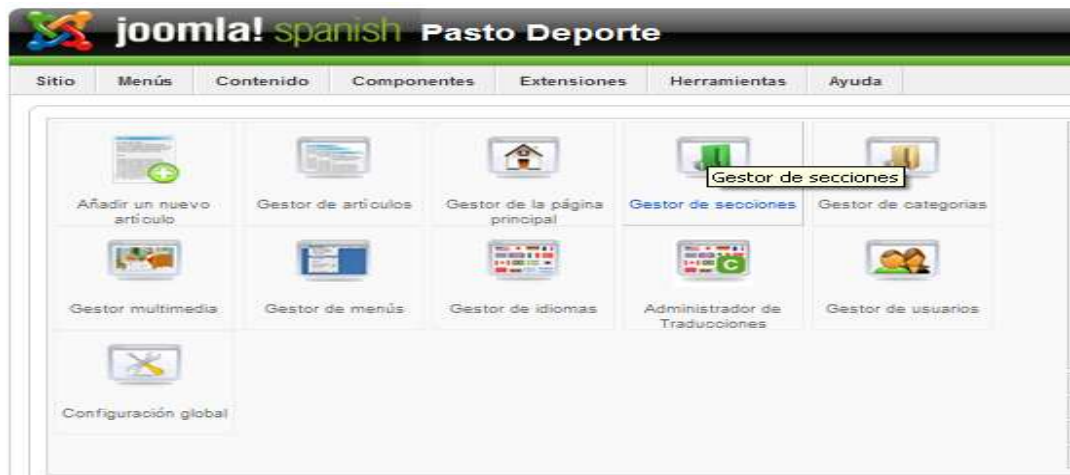 joomla! spanish Pasto Deporte
Sitio Menús Contenido Componentes Extensiones Herramientas Ayuda
Añadir un nuevo
artículo
Gestor de artículos
Gestor de la página
principal
Gestor de secciones
Gestor de secciones
Gestor de categorias
Gestor multimedia
Gestor de menús
Gestor de idiomas
C
Administrador de
Traducciones
Gestor de usuarios
Configuración global